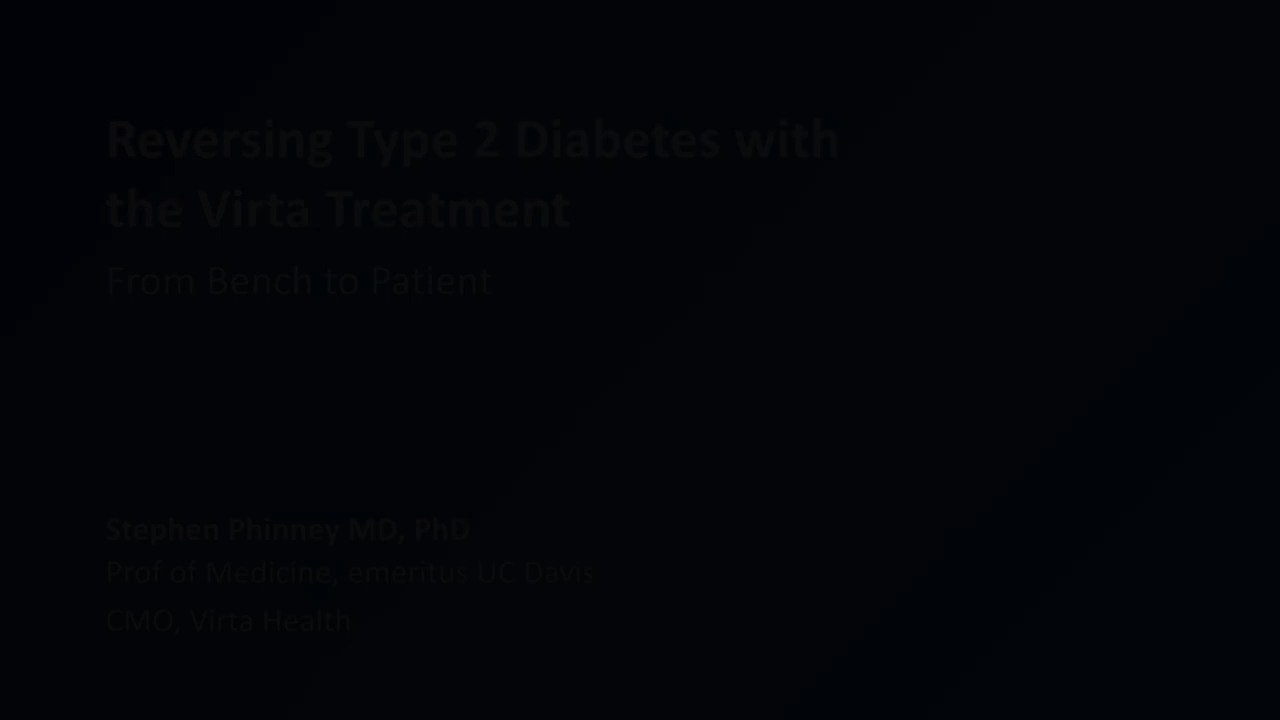 Reversing Type 2 Diabetes with
the Virta Treatment
From Bench to Patient
Stephen Phinney MD, PhD
Prof of Medicine, emeritus UC Davis
CMO, Virta Health